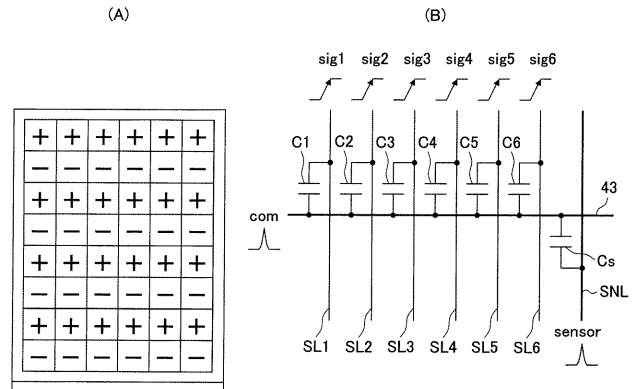 (A)
(B)
sig1 sig2 sig3 sig4 sig5 sig6
+ + + + + +
− − − − − −
+ + + + + +
− − − − − −
+ + + + + +
− − − − − −
+ + + + + +
− − − − − −
C1 C2 C3 C4 C5 C6
43
com
Cs
SNL
SL1 SL2 SL3 SL4 SL5 SL6
sensor